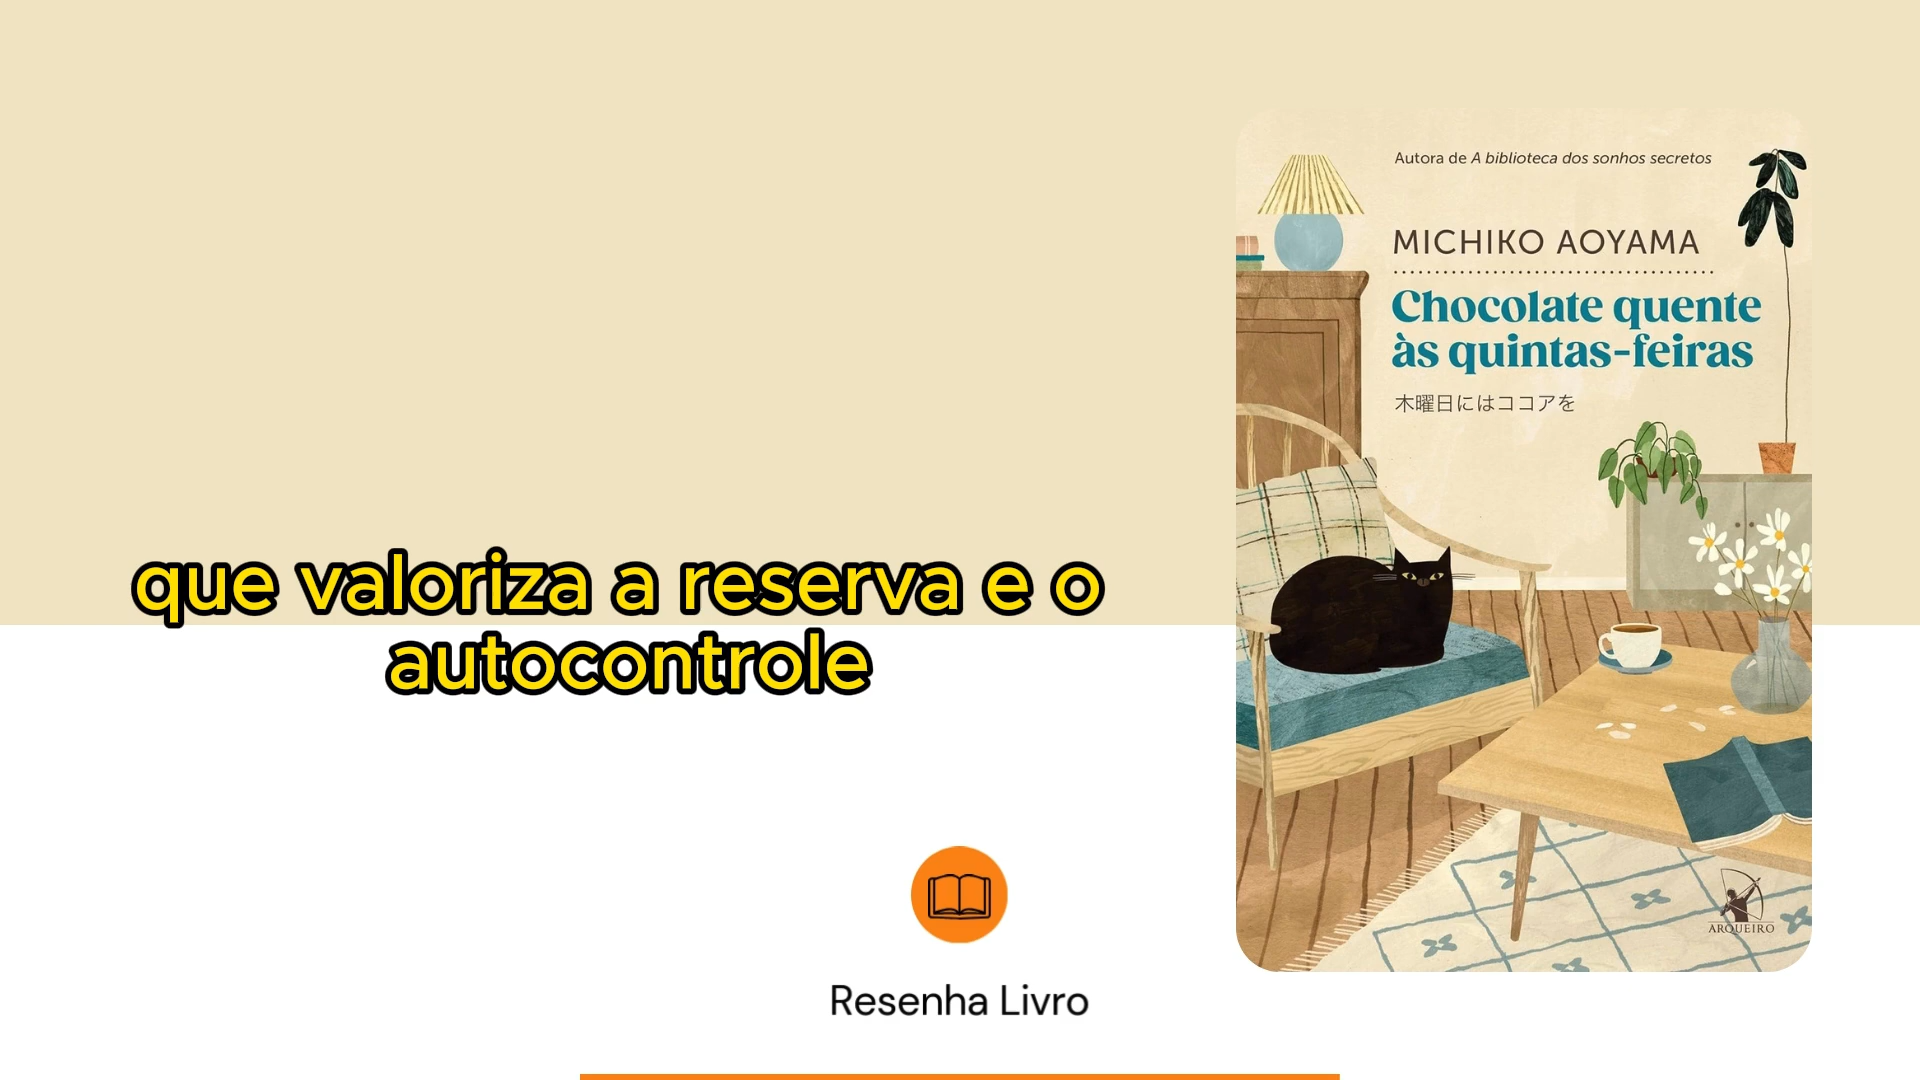 que valoriza a reserva e o
autocontrole
Resenha Livro
Autora de A biblioteca dos sonhos secretos
MICHIKO AOYAMA
Chocolate quente
às quintas-feiras
木曜日にはココアを
ARQUEIRO